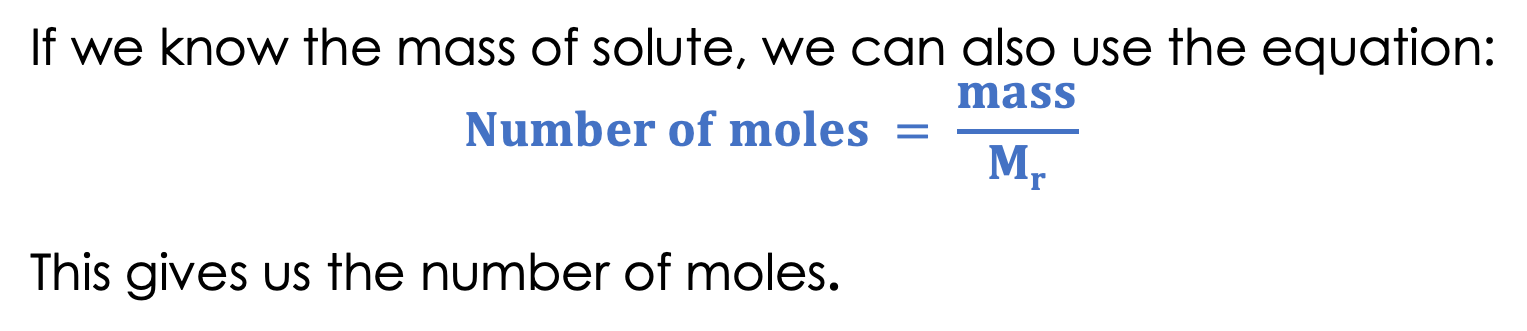 If we know the mass of solute, we can also use the equation:
Number of moles = mass / Mᵣ
This gives us the number of moles.